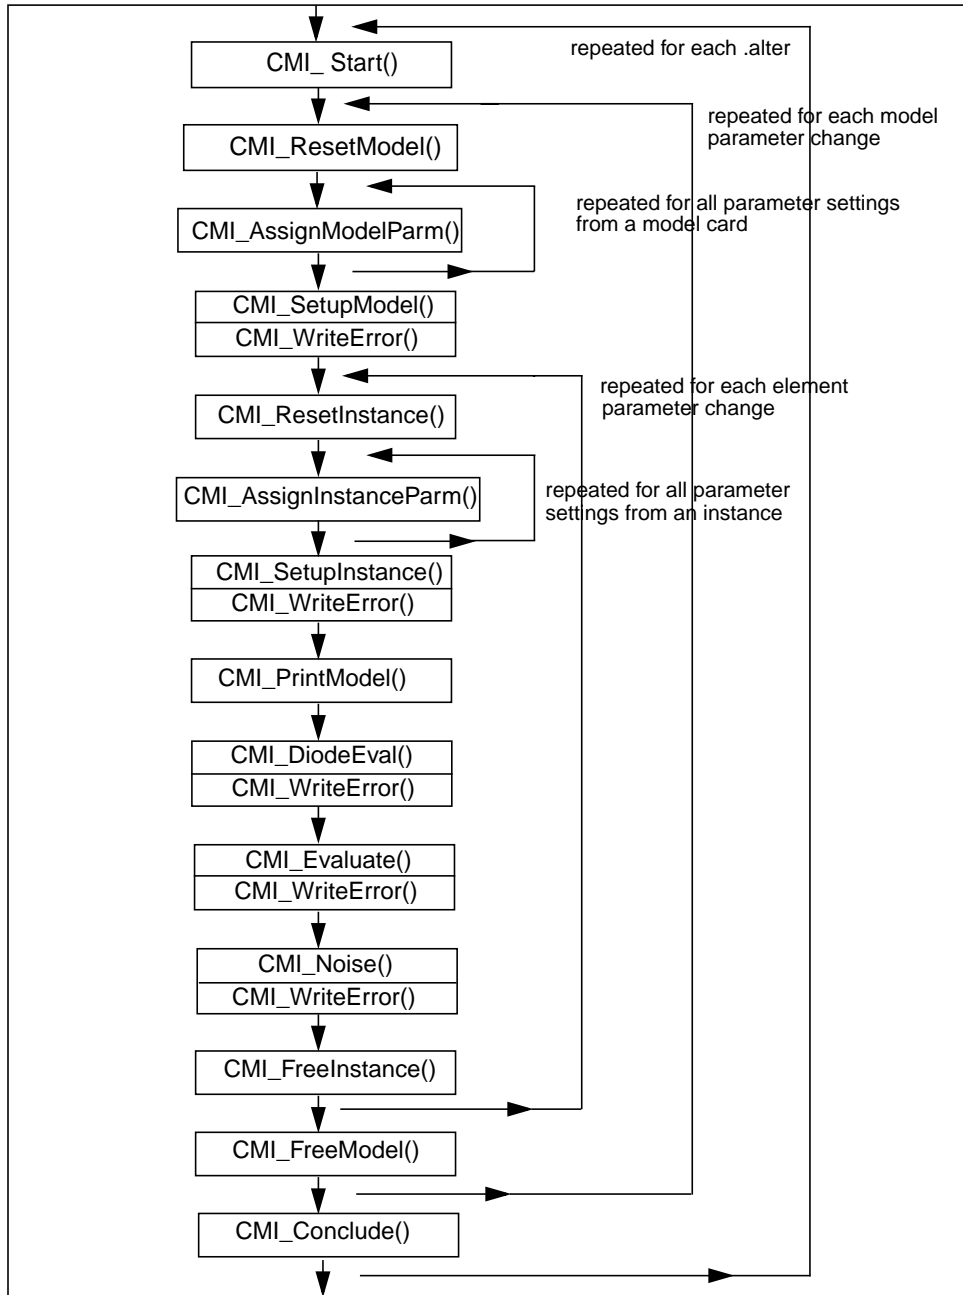 repeated for each .alter
CMI_ Start()
repeated for each model
parameter change
CMI_ResetModel()
repeated for all parameter settings
from a model card
CMI_AssignModelParm()
CMI_SetupModel()
CMI_WriteError()
repeated for each element
parameter change
CMI_ResetInstance()
CMI_AssignInstanceParm()
repeated for all parameter
settings from an instance
CMI_SetupInstance()
CMI_WriteError()
CMI_PrintModel()
CMI_DiodeEval()
CMI_WriteError()
CMI_Evaluate()
CMI_WriteError()
CMI_Noise()
CMI_WriteError()
CMI_FreeInstance()
CMI_FreeModel()
CMI_Conclude()